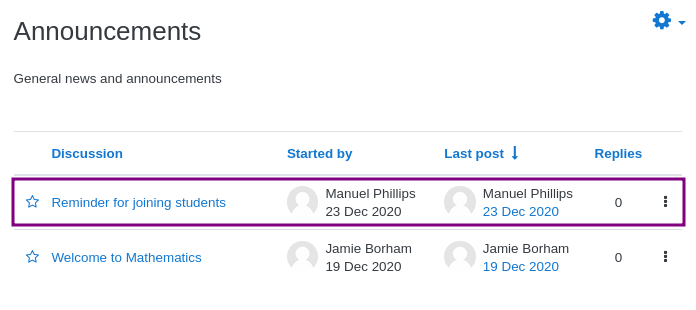 Announcements
General news and announcements
Discussion Started by Last post Replies
Reminder for joining students Manuel Phillips Manuel Phillips 0
23 Dec 2020 23 Dec 2020
Welcome to Mathematics Jamie Borham Jamie Borham 0
19 Dec 2020 19 Dec 2020